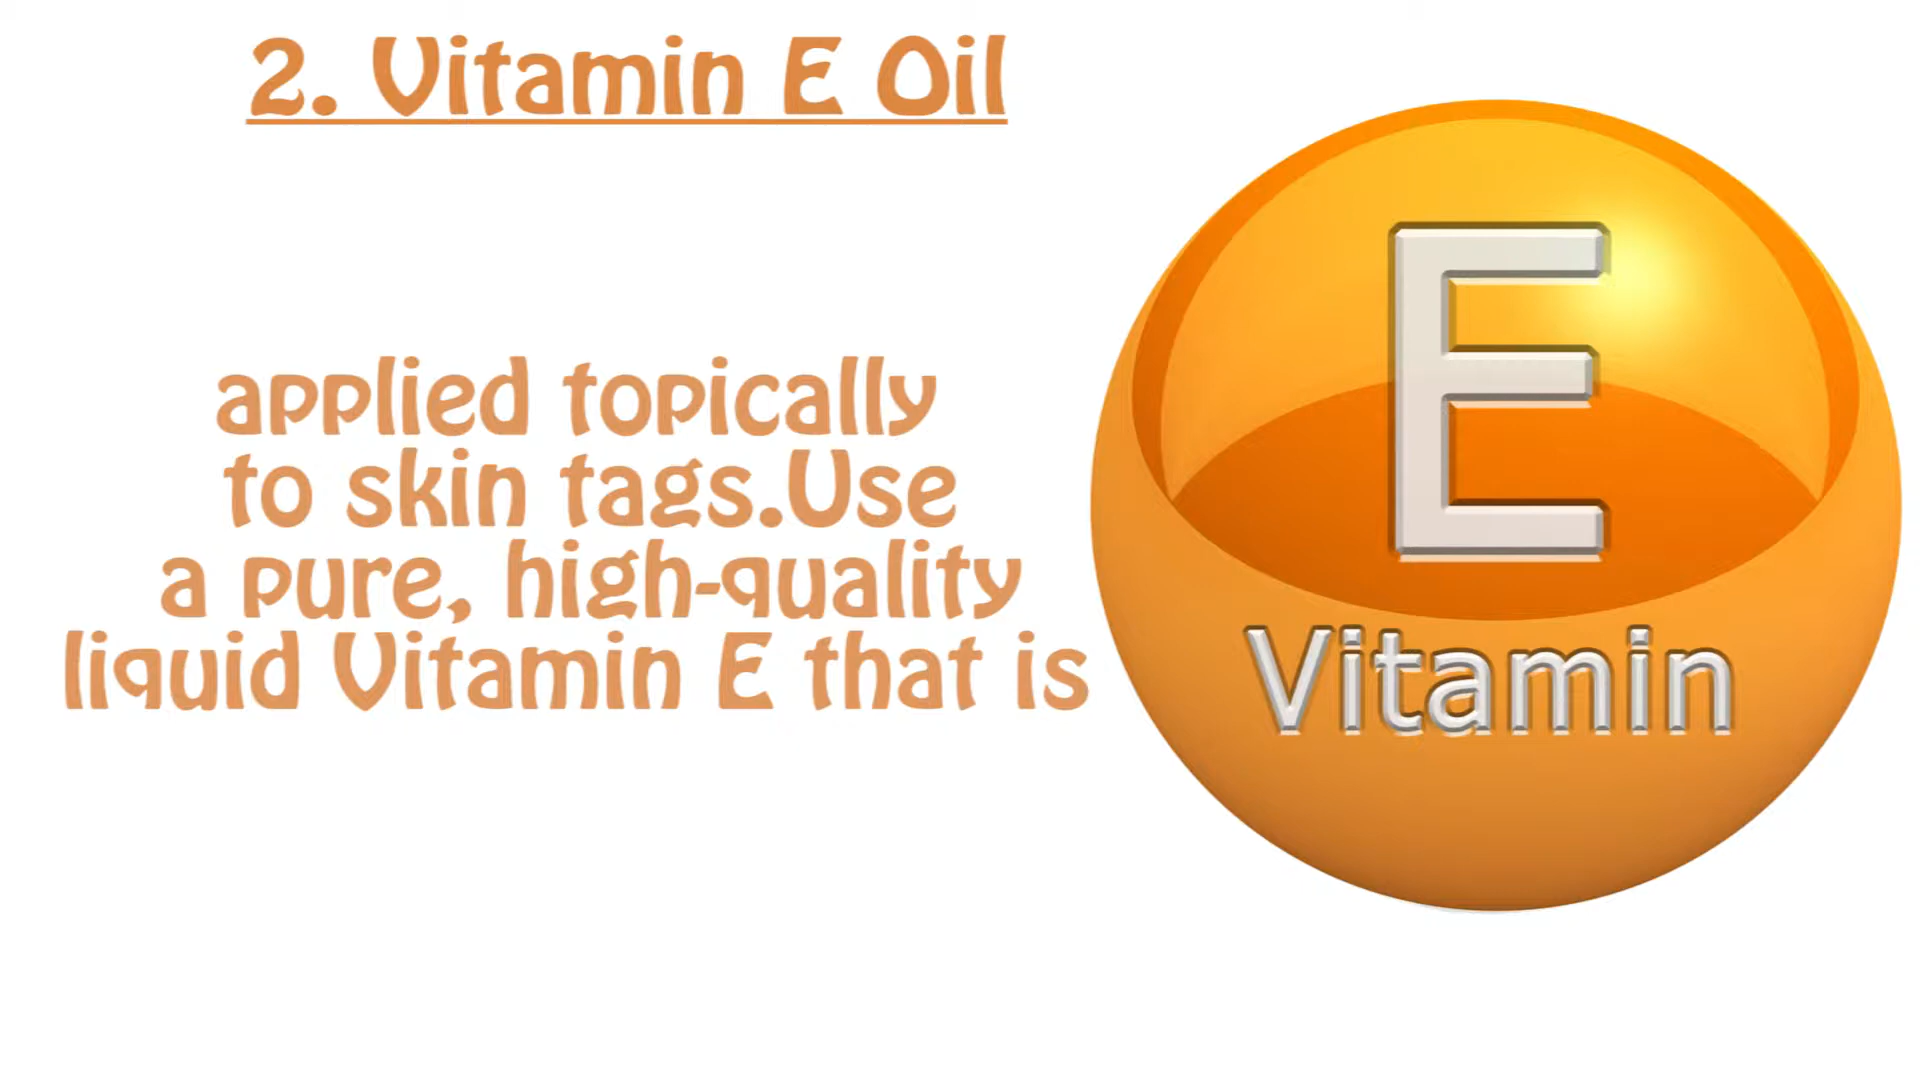 2. Vitamin E Oil
applied topically
to skin tags.Use
a pure, high-quality
liquid Vitamin E that is
E
Vitamin